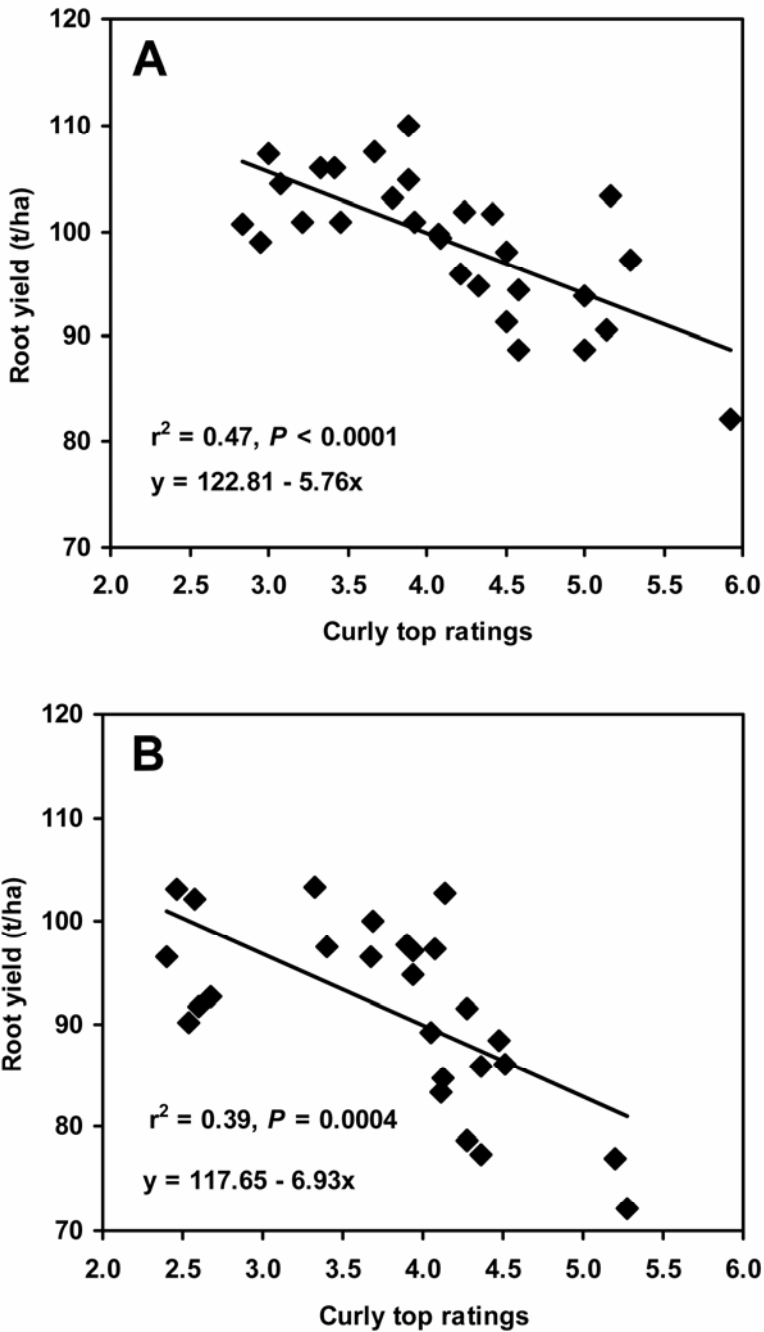 A
120
110
100
90
80
70
Root yield (t/ha)
r² = 0.47, P < 0.0001
y = 122.81 - 5.76x
2.0 2.5 3.0 3.5 4.0 4.5 5.0 5.5 6.0
Curly top ratings
B
120
110
100
90
80
70
Root yield (t/ha)
r² = 0.39, P = 0.0004
y = 117.65 - 6.93x
2.0 2.5 3.0 3.5 4.0 4.5 5.0 5.5 6.0
Curly top ratings